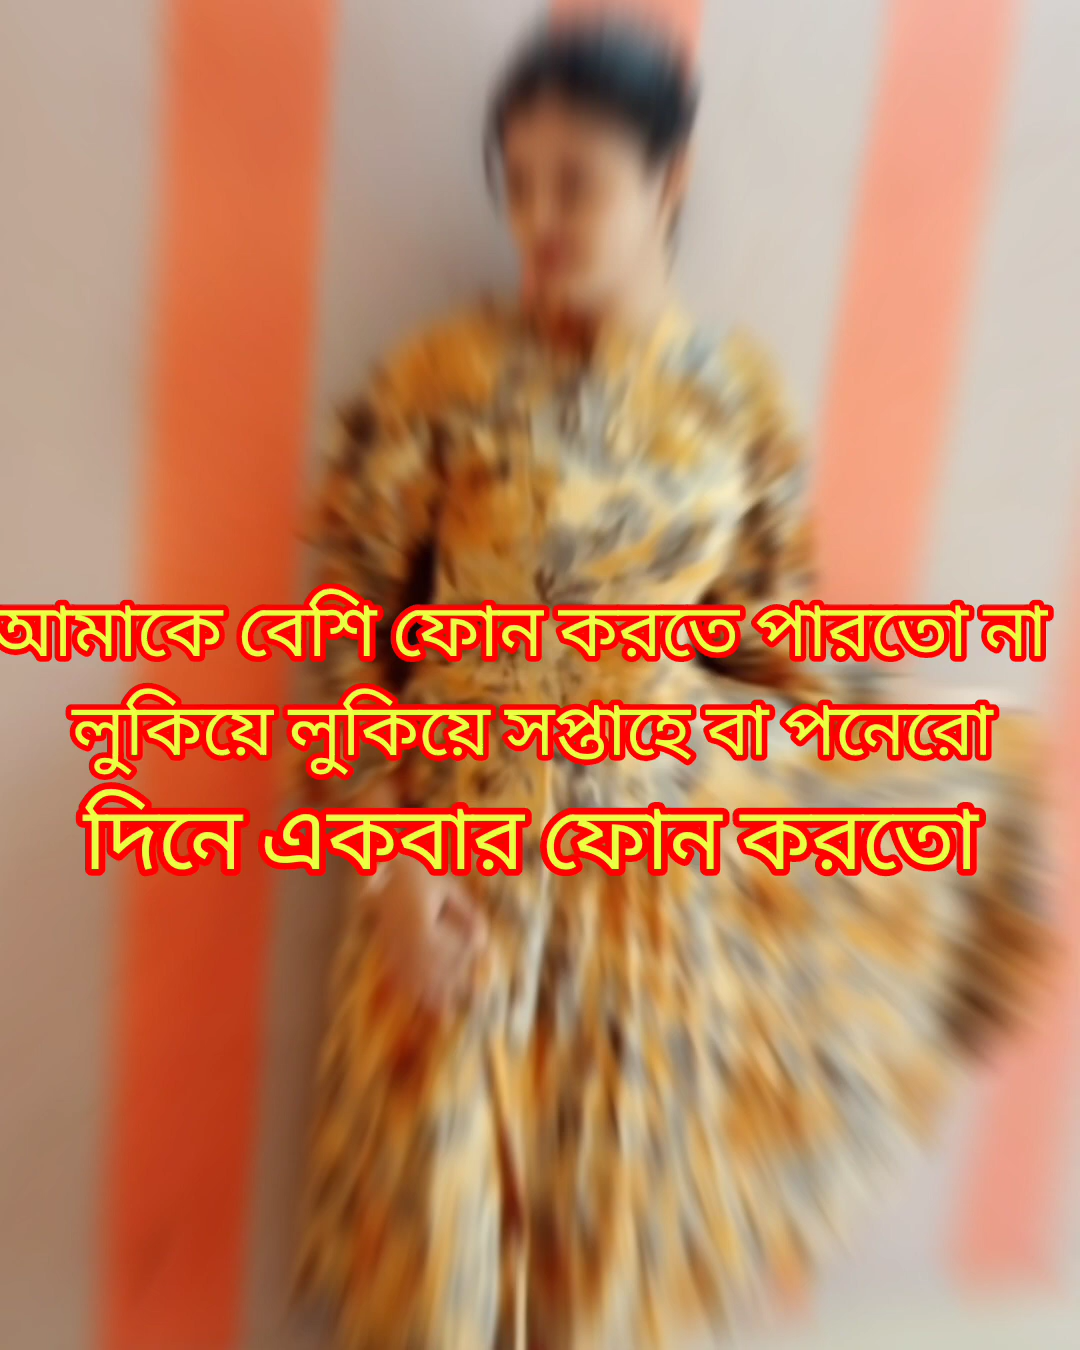 আমাকে বেশি ফোন করতে পারতো না
লুকিয়ে লুকিয়ে সপ্তাহে বা পনেরো
দিনে একবার ফোন করতো